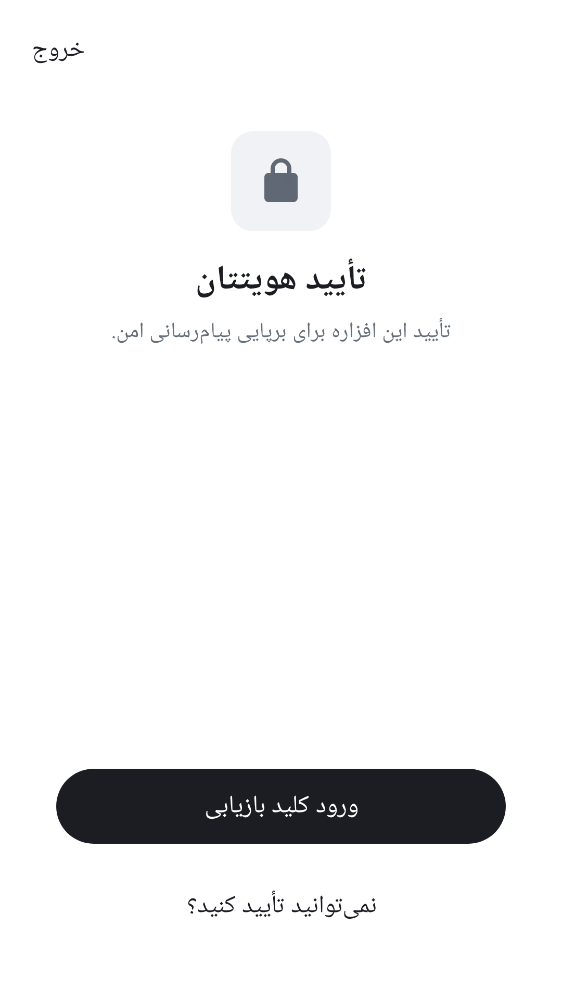 خروج
تأیید هویتتان
تأیید این افزاره برای برپایی پیام‌رسانی امن.
ورود کلید بازیابی
نمی‌توانید تأیید کنید؟